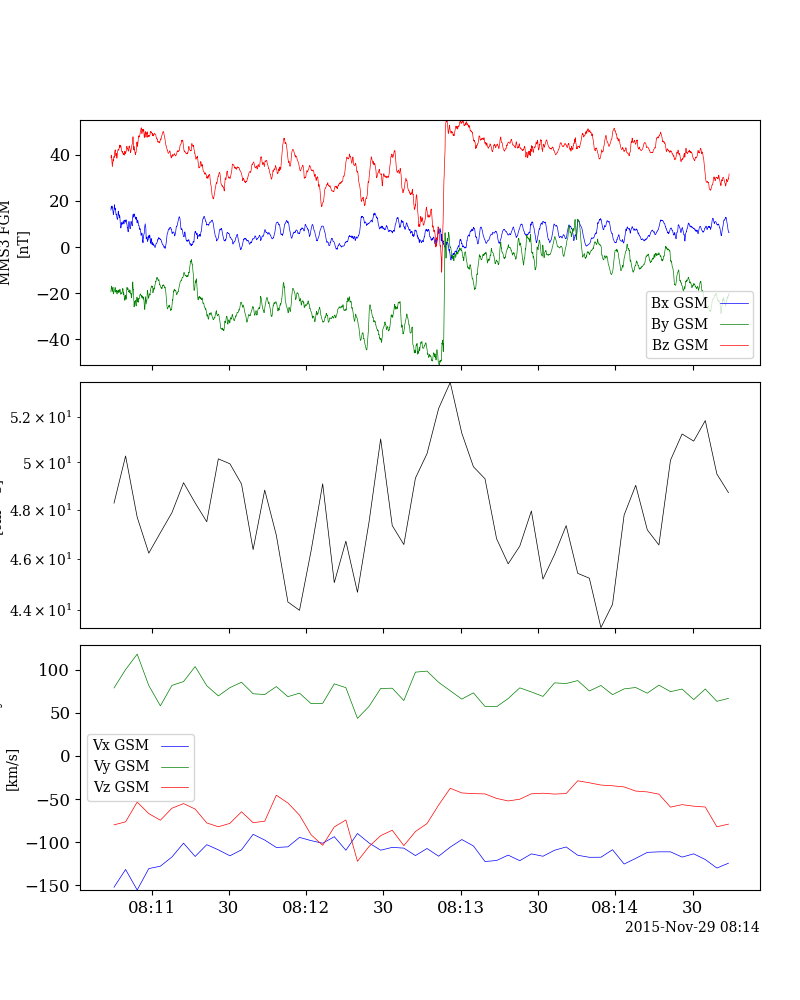 40
20
0
−20
−40
MMS3 FGM
[nT]
Bx GSM
By GSM
Bz GSM
5.2 × 10¹
5 × 10¹
4.8 × 10¹
4.6 × 10¹
4.4 × 10¹
100
50
0
−50
−100
−150
[km/s]
Vx GSM
Vy GSM
Vz GSM
08:11 30 08:12 30 08:13 30 08:14 30
2015-Nov-29 08:14